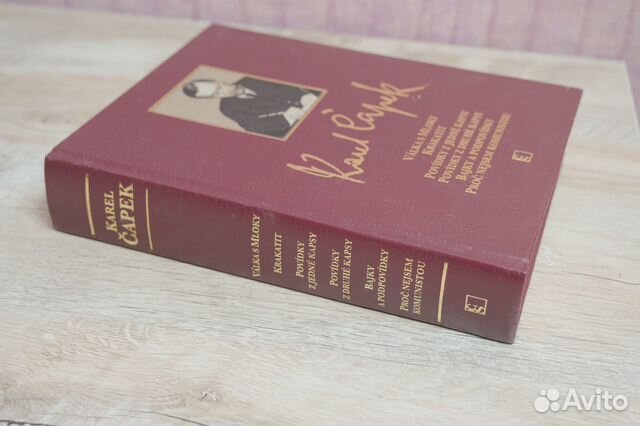 Karel Čapek
VÁLKA S MLOKY
KRAKATIT
POVÍDKY Z JEDNÉ KAPSY
POVÍDKY Z DRUHÉ KAPSY
BAJKY A PODPOVÍDKY
PROČ NEJSEM KOMUNISTOU
KAREL
ČAPEK
VÁLKA S MLOKY
KRAKATIT
POVÍDKY
Z JEDNÉ KAPSY
POVÍDKY
Z DRUHÉ KAPSY
BAJKY
A PODPOVÍDKY
PROČ NEJSEM
KOMUNISTOU
Avito